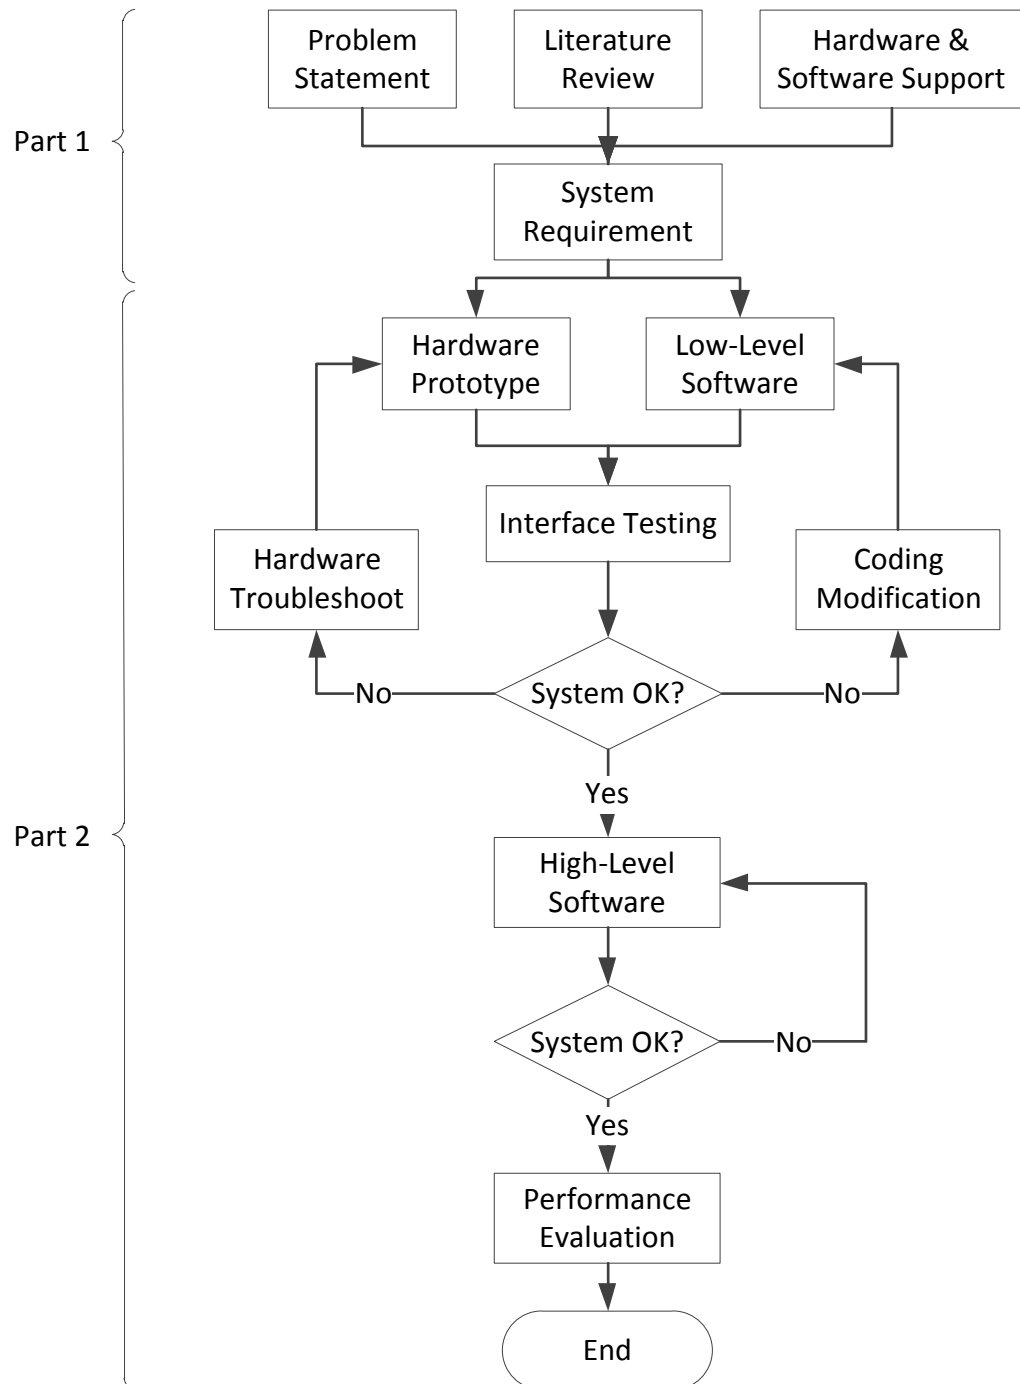 Problem
Statement
Literature
Review
Hardware &
Software Support
Part 1
System
Requirement
Hardware
Prototype
Low-Level
Software
Interface Testing
Hardware
Troubleshoot
Coding
Modification
System OK?
No
No
Yes
Part 2
High-Level
Software
System OK?
No
Yes
Performance
Evaluation
End